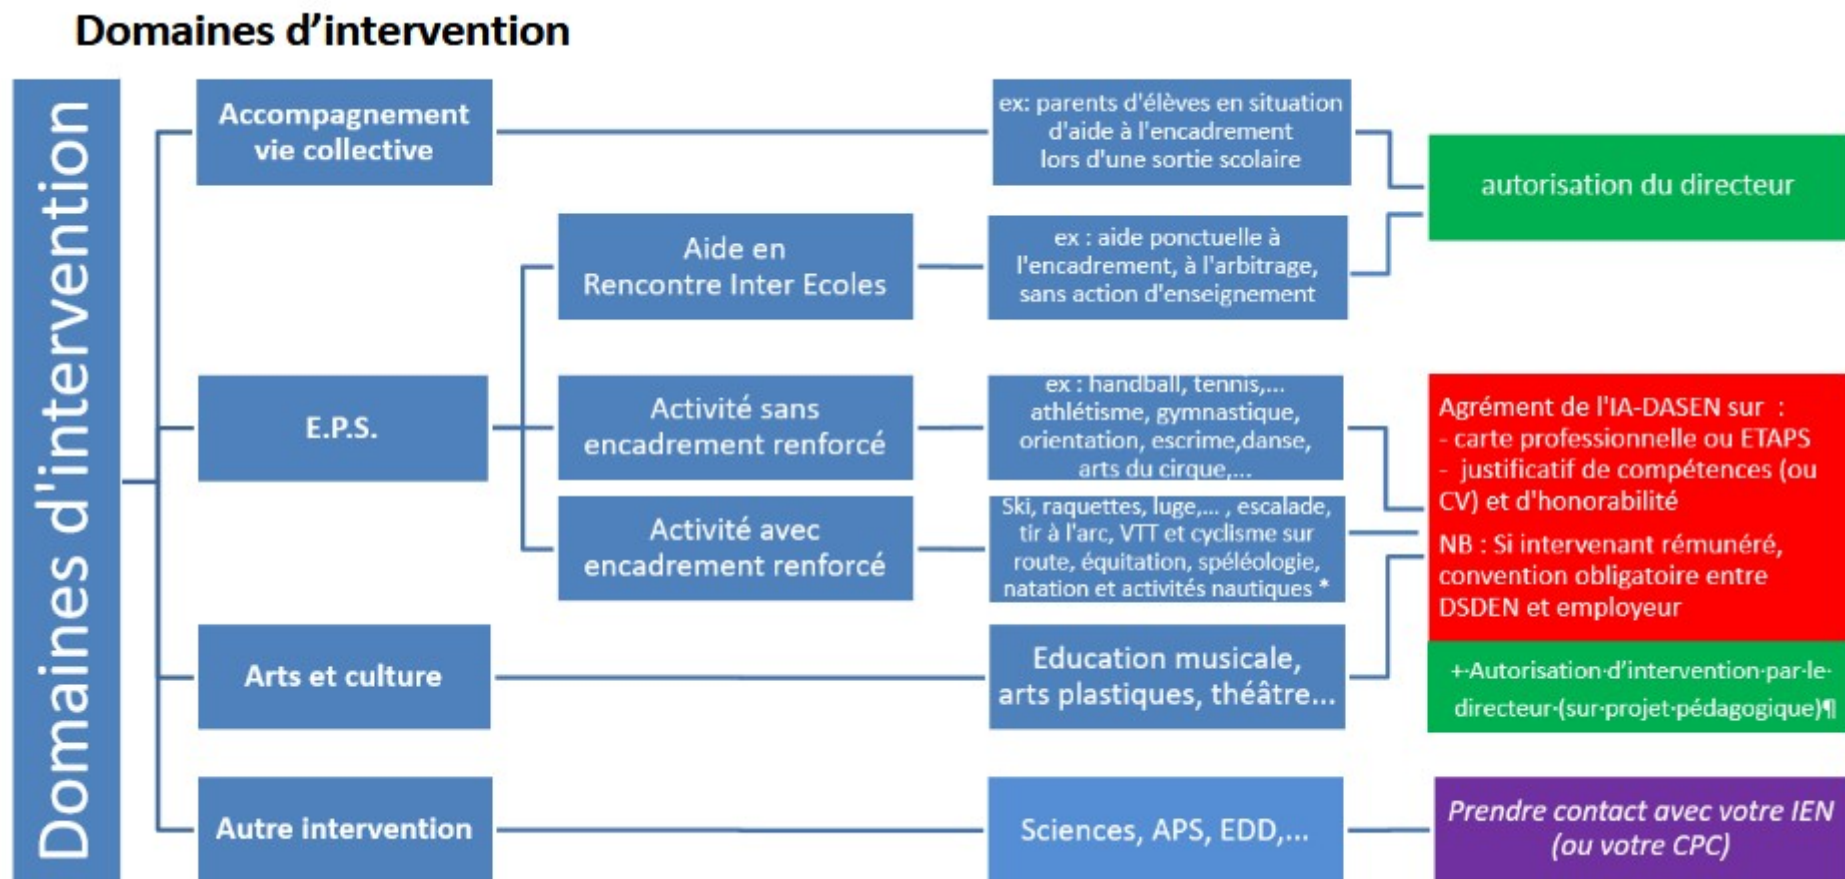 Domaines d’intervention
Domaines d'intervention
Accompagnement
vie collective
ex: parents d'élèves en situation
d'aide à l'encadrement
lors d'une sortie scolaire
autorisation du directeur
Aide en
Rencontre Inter Ecoles
ex : aide ponctuelle à
l'encadrement, à l'arbitrage,
sans action d'enseignement
E.P.S.
Activité sans
encadrement renforcé
ex : handball, tennis,...
athlétisme, gymnastique,
orientation, escrime,danse,
arts du cirque,...
Activité avec
encadrement renforcé
Ski, raquettes, luge,... , escalade,
tir à l'arc, VTT et cyclisme sur
route, équitation, spéléologie,
natation et activités nautiques *
Agrément de l'IA-DASEN sur :
- carte professionnelle ou ETAPS
- justificatif de compétences (ou
CV) et d'honorabilité
NB : Si intervenant rémunéré,
convention obligatoire entre
DSDEN et employeur
Arts et culture
Education musicale,
arts plastiques, théâtre...
+·Autorisation·d’intervention·par·le·
directeur·(sur·projet·pédagogique)¶
Autre intervention
Sciences, APS, EDD,...
Prendre contact avec votre IEN
(ou votre CPC)